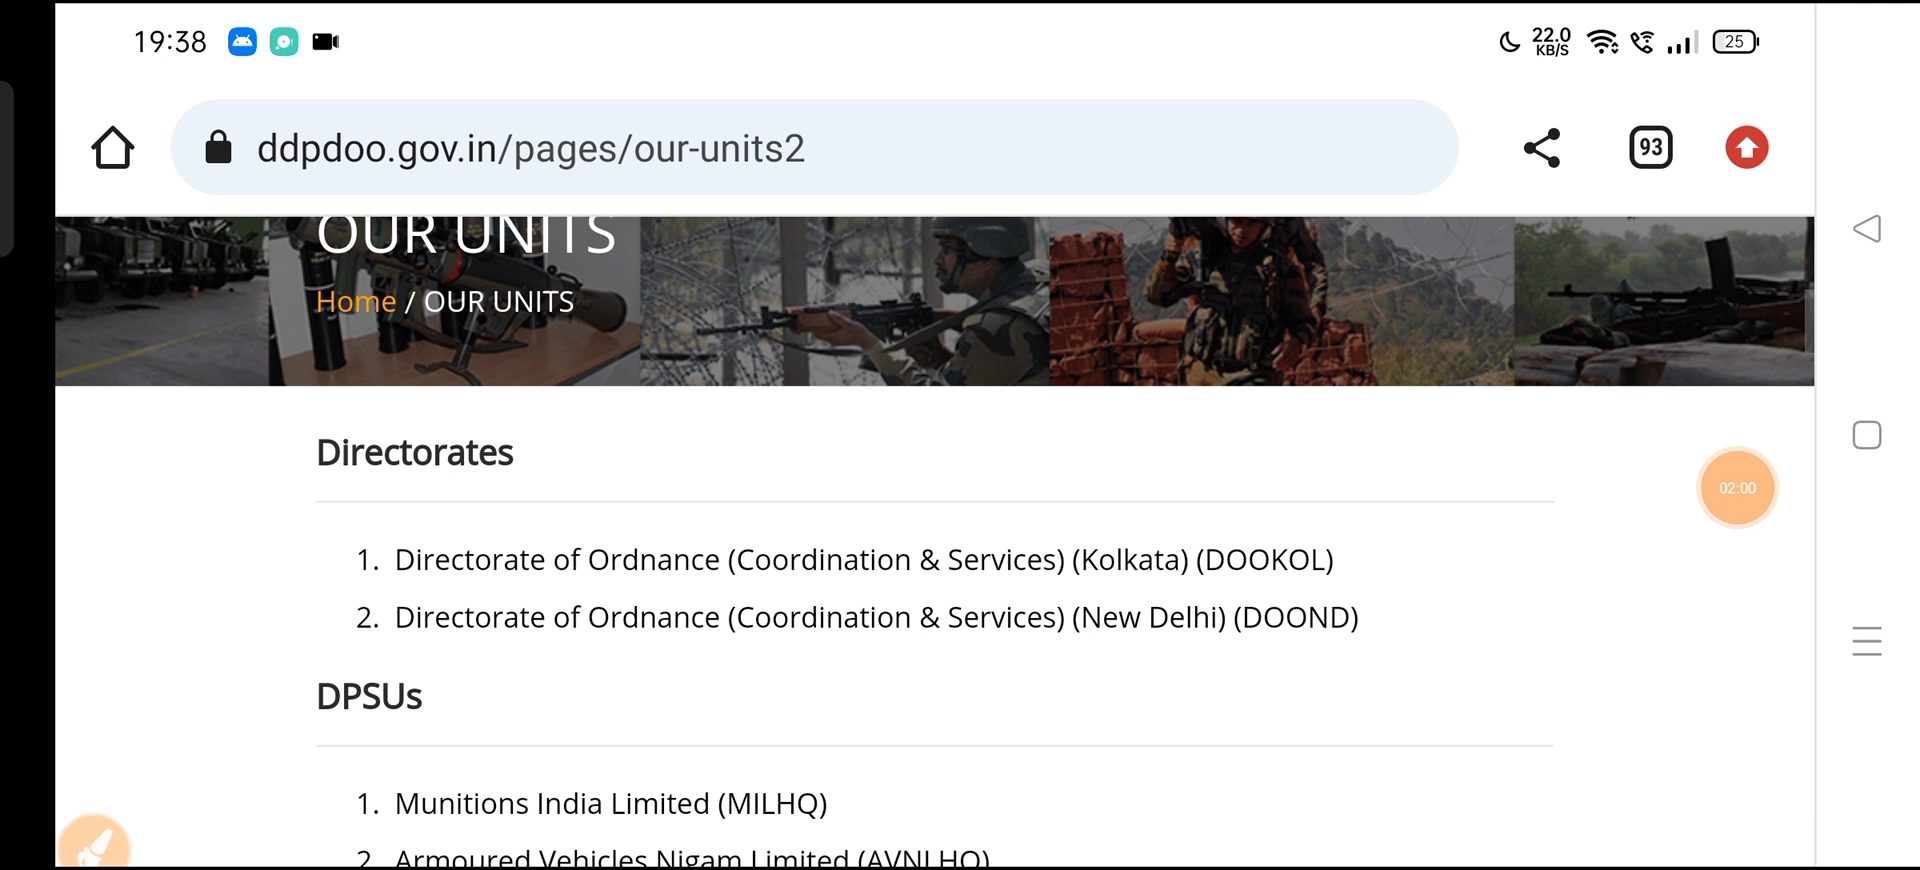 19:38
22.0
KB/S
25
ddpdoo.gov.in/pages/our-units2
93
OUR UNITS
Home / OUR UNITS
Directorates
02:00
1. Directorate of Ordnance (Coordination & Services) (Kolkata) (DOOKOL)
2. Directorate of Ordnance (Coordination & Services) (New Delhi) (DOOND)
DPSUs
1. Munitions India Limited (MILHQ)
2. Armoured Vehicles Nigam Limited (AVNLHQ)